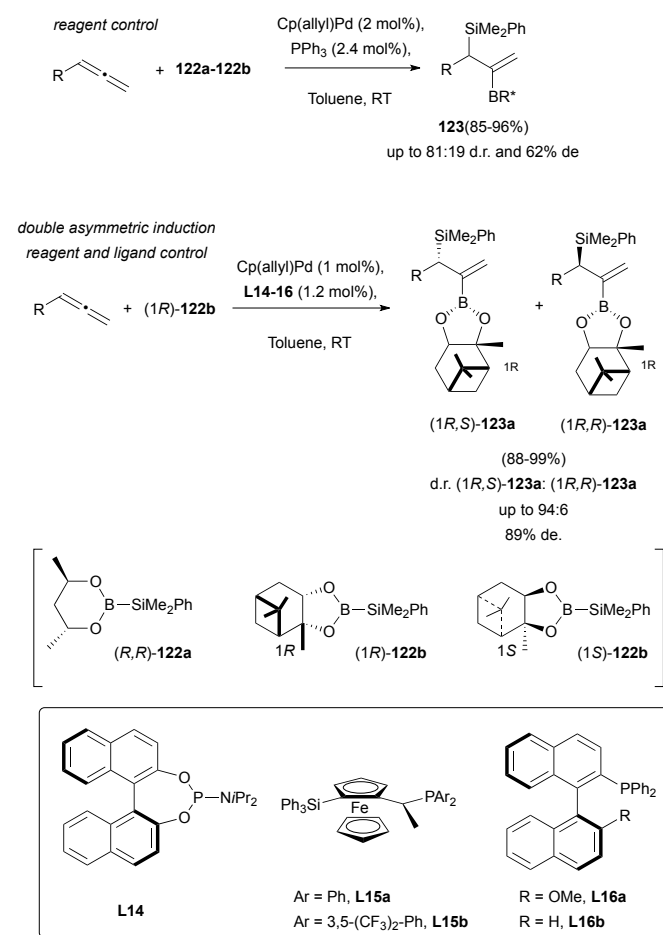 reagent control
Cp(allyl)Pd (2 mol%),
PPh3 (2.4 mol%),
Toluene, RT
R
+ 122a-122b
SiMe2Ph
R
BR*
123(85-96%)
up to 81:19 d.r. and 62% de
double asymmetric induction
reagent and ligand control
R
+ (1R)-122b
Cp(allyl)Pd (1 mol%),
L14-16 (1.2 mol%),
Toluene, RT
SiMe2Ph
R
B
O O
1R
(1R,S)-123a
+
SiMe2Ph
R
B
O O
1R
(1R,R)-123a
(88-99%)
d.r. (1R,S)-123a: (1R,R)-123a
up to 94:6
89% de.
O
B SiMe2Ph
O
(R,R)-122a
O
B SiMe2Ph
O
1R
(1R)-122b
O
B SiMe2Ph
O
1S
(1S)-122b
O
P NiPr2
O
L14
Ph3Si
Fe
PAr2
Ar = Ph, L15a
Ar = 3,5-(CF3)2-Ph, L15b
PPh2
R
R = OMe, L16a
R = H, L16b